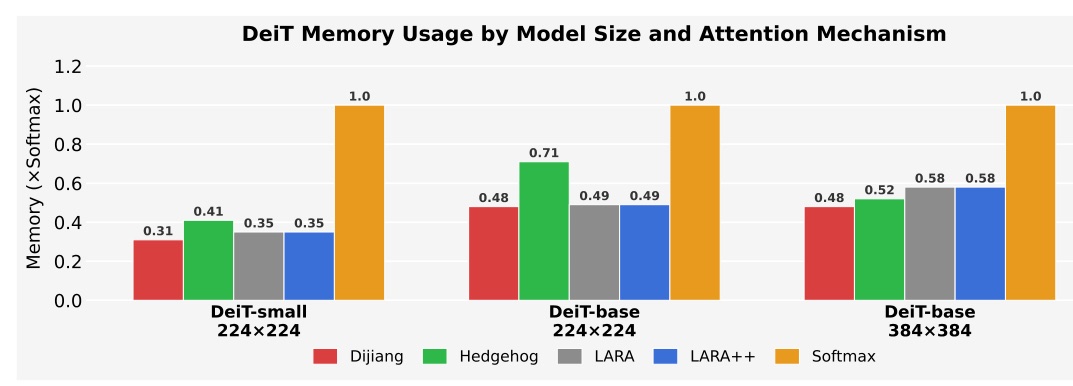 DeiT Memory Usage by Model Size and Attention Mechanism
Memory (×Softmax)
1.2
1.0
0.8
0.6
0.4
0.2
0.0
0.31
0.41
0.35
0.35
1.0
0.48
0.71
0.49
0.49
1.0
0.48
0.52
0.58
0.58
1.0
DeiT-small
224×224
DeiT-base
224×224
DeiT-base
384×384
Dijiang
Hedgehog
LARA
LARA++
Softmax